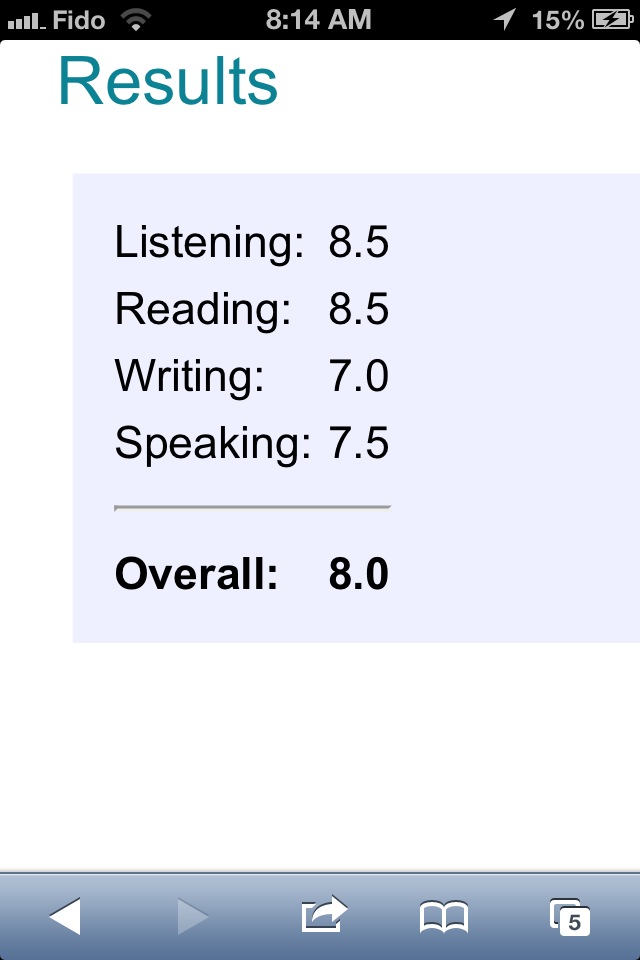 Fido 8:14 AM 15%
Results
Listening: 8.5
Reading: 8.5
Writing: 7.0
Speaking: 7.5
Overall: 8.0
5